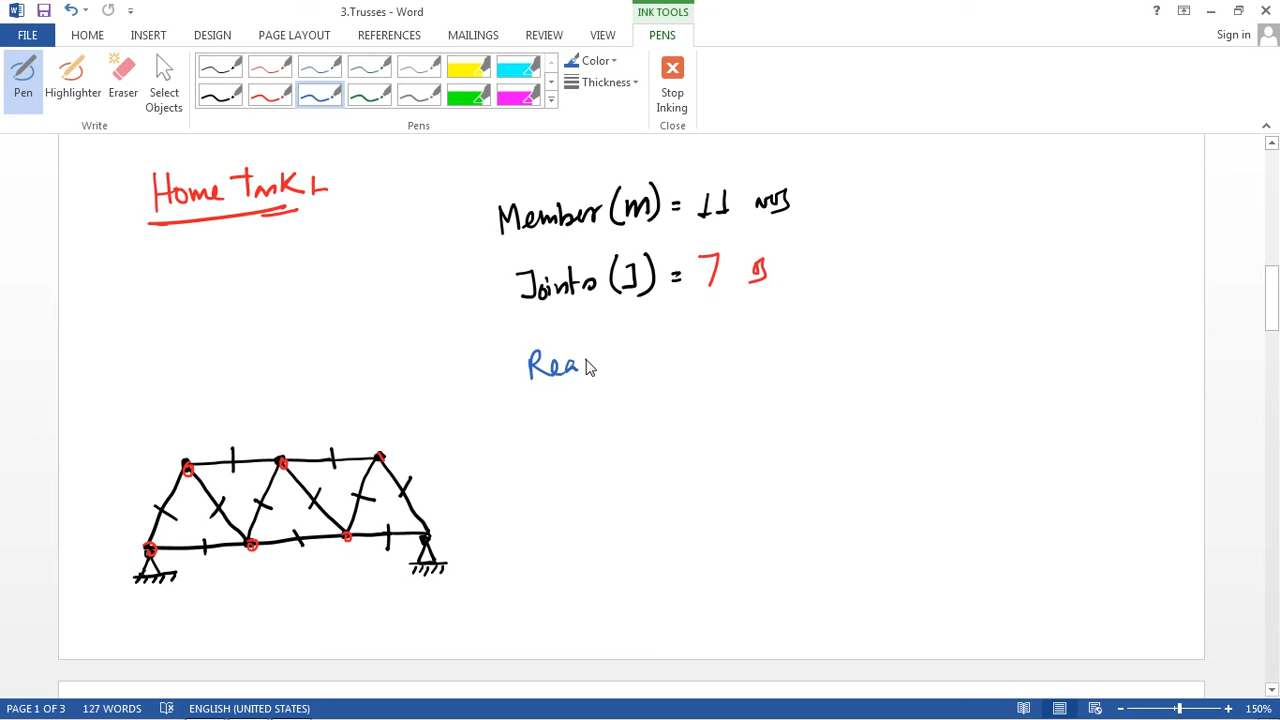 3.Trusses - Word
INK TOOLS
?
Sign in
FILE
HOME
INSERT
DESIGN
PAGE LAYOUT
REFERENCES
MAILINGS
REVIEW
VIEW
PENS
Pen
Highlighter
Eraser
Select Objects
Color
Thickness
Stop Inking
Write
Pens
Close
Home
Member (m) = 11 nos
Joints (J) = 7
Rea
PAGE 1 OF 3
127 WORDS
ENGLISH (UNITED STATES)
150%